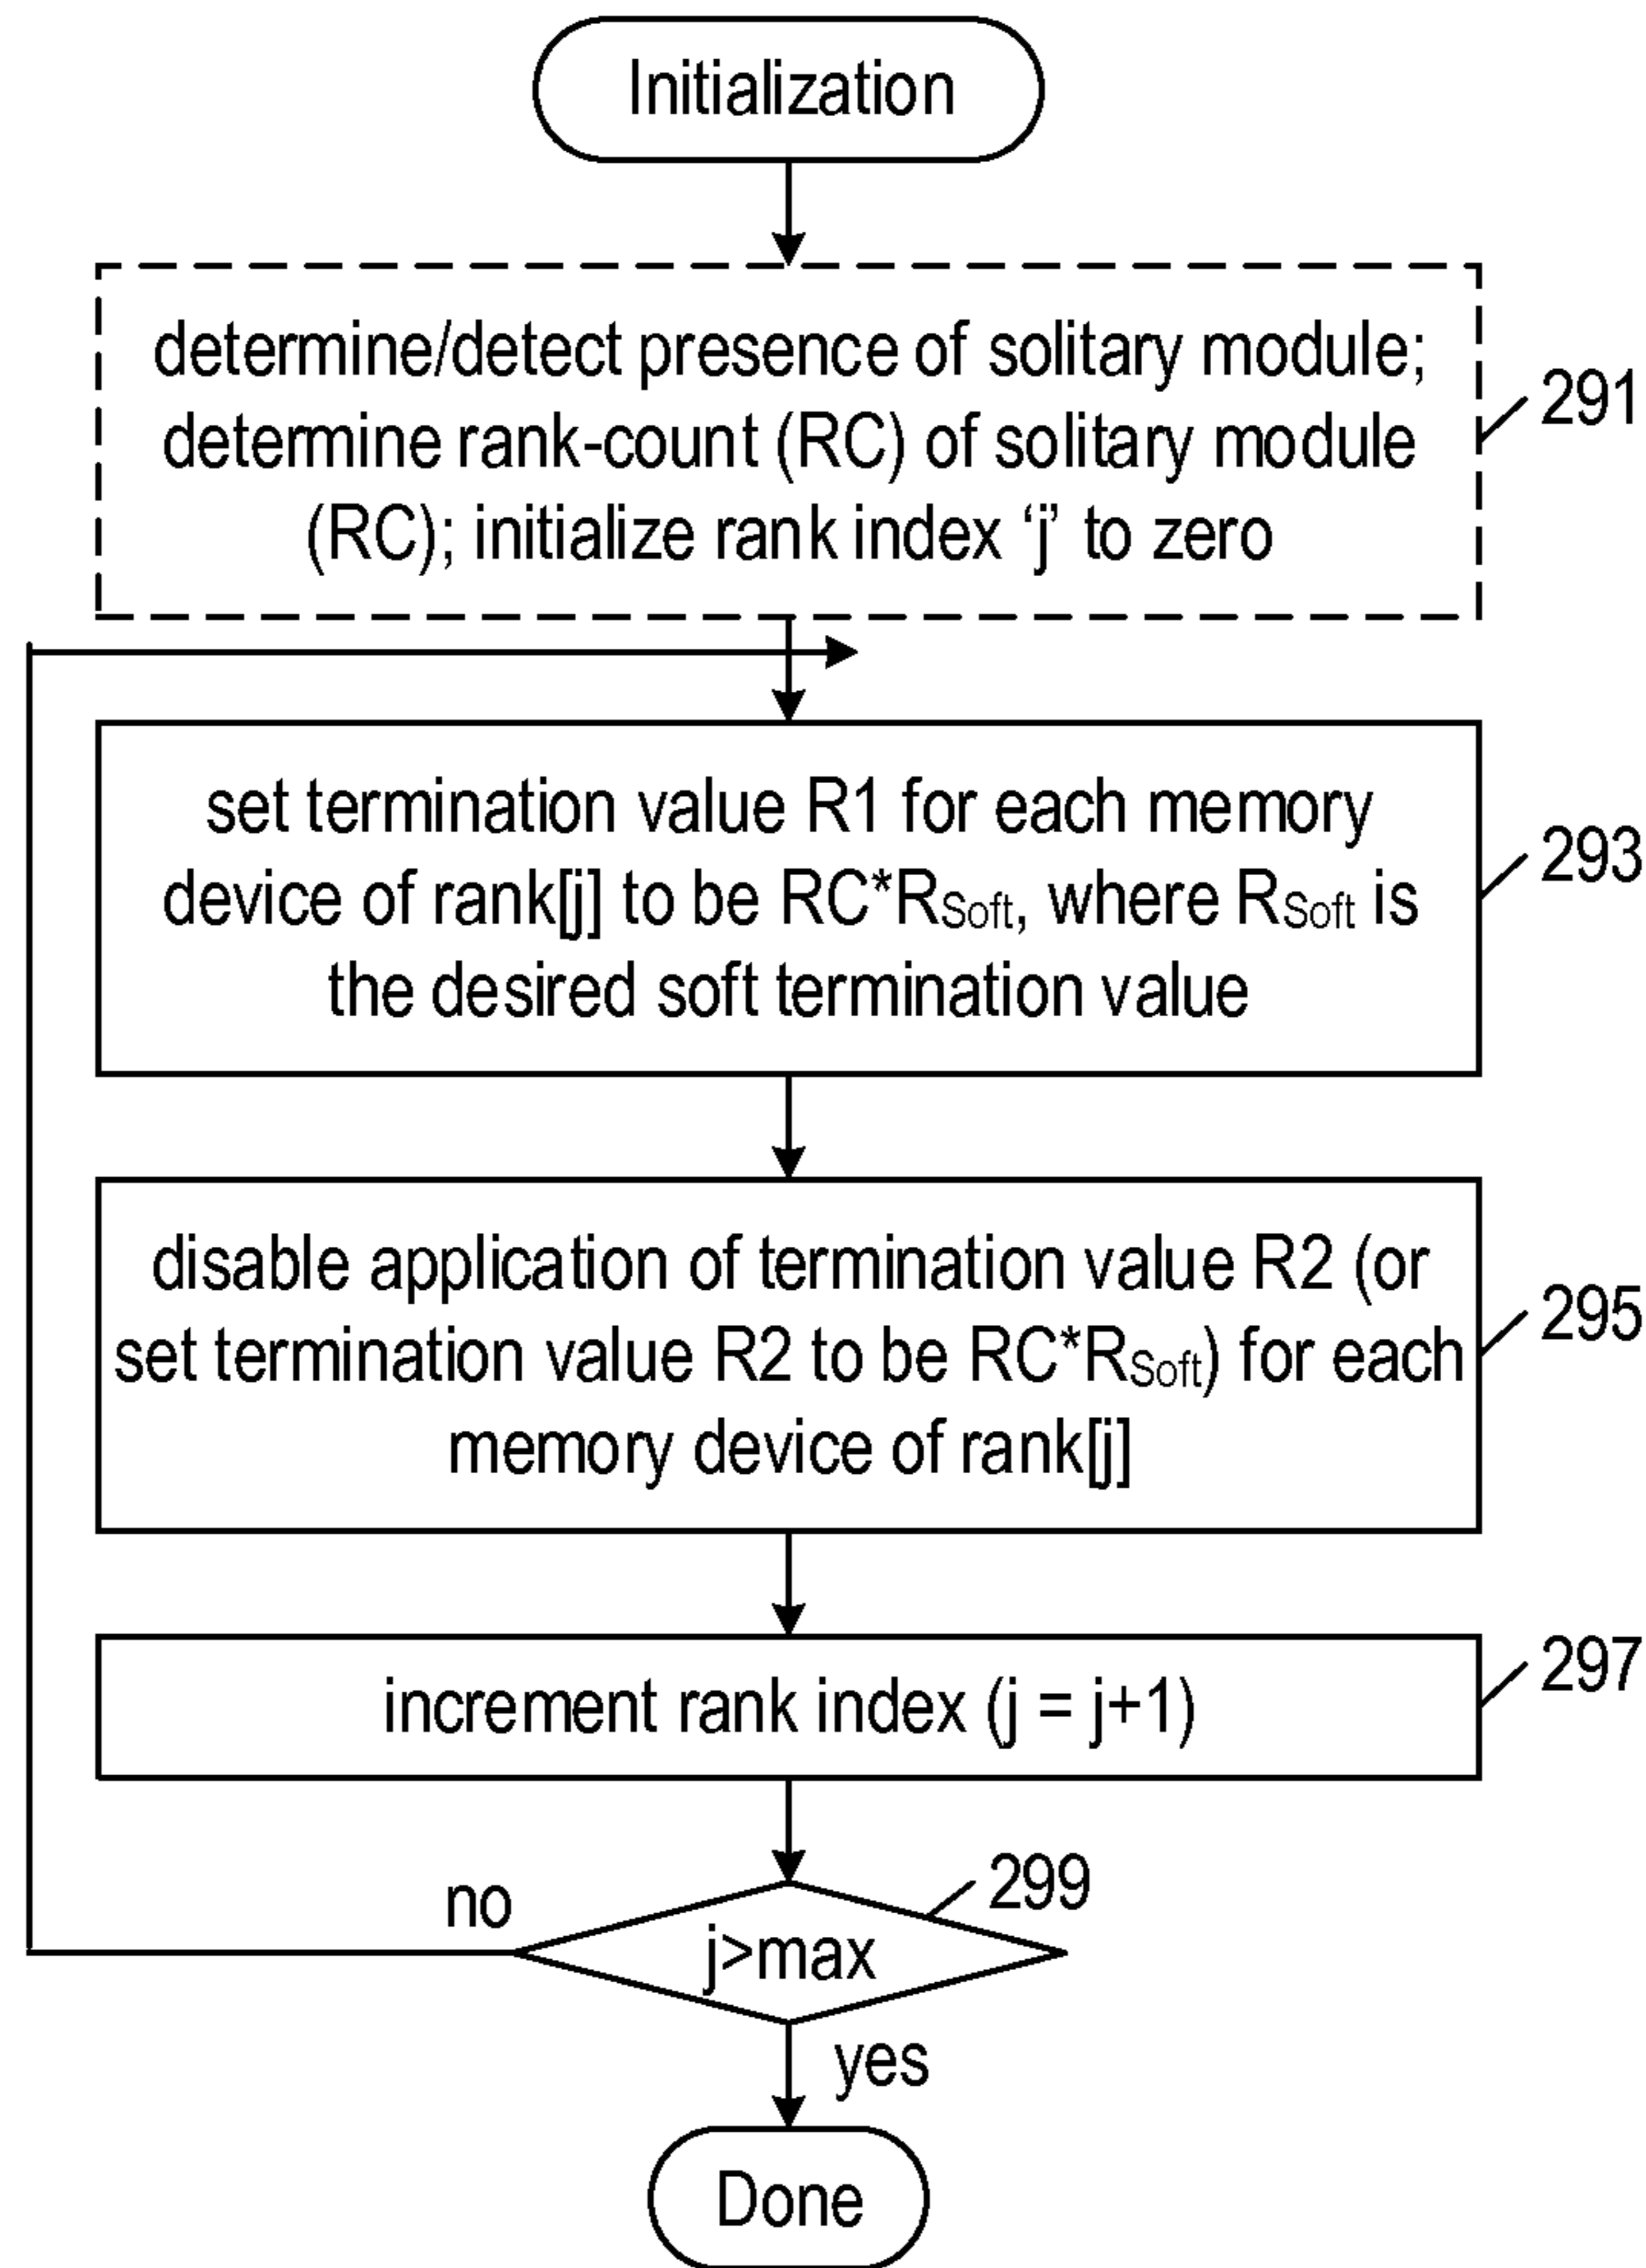 Initialization
determine/detect presence of solitary module;
determine rank-count (RC) of solitary module
(RC); initialize rank index ‘j’ to zero
291
set termination value R1 for each memory
device of rank[j] to be RC*RSoft, where RSoft is
the desired soft termination value
293
disable application of termination value R2 (or
set termination value R2 to be RC*RSoft) for each
memory device of rank[j]
295
increment rank index (j = j+1)
297
299
no
j>max
yes
Done